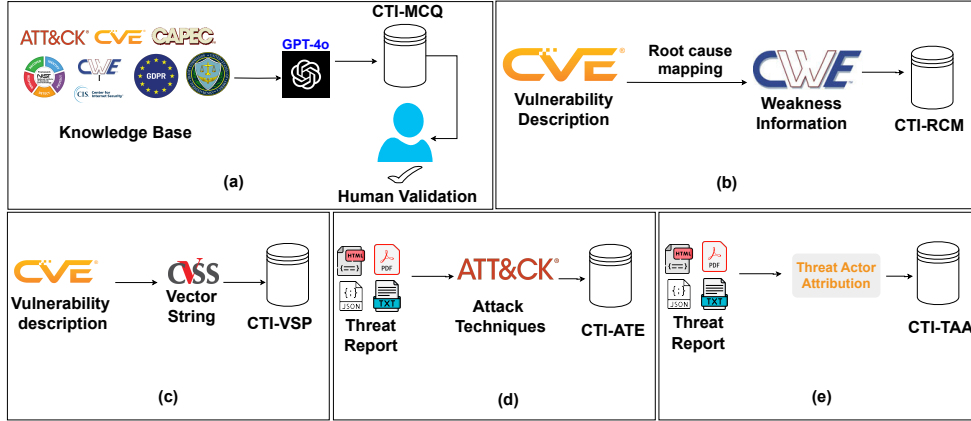 ATT&CK®
CVE®
CAPEC
NIST
CWE
GDPR
CIS. Center for
Internet Security®
Knowledge Base
GPT-4o
CTI-MCQ
Human Validation
(a)
CVE®
Vulnerability
Description
Root cause
mapping
CWE
Weakness
Information
CTI-RCM
(b)
CVE®
Vulnerability
description
CVSS
Vector
String
CTI-VSP
(c)
HTML
PDF
{;}
JSON
TXT
Threat
Report
ATT&CK®
Attack
Techniques
CTI-ATE
(d)
HTML
PDF
{;}
JSON
TXT
Threat
Report
Threat Actor
Attribution
CTI-TAA
(e)